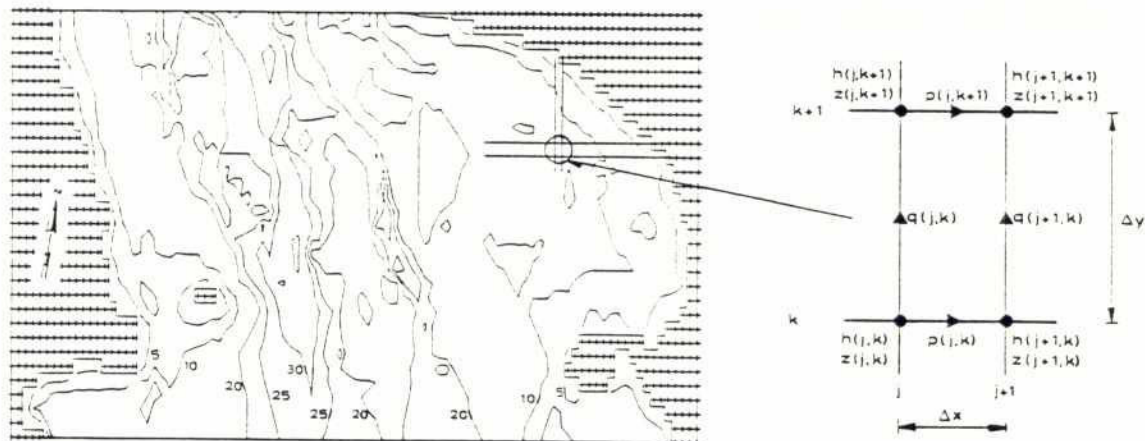 5
10
20
25
30
25
20
1
20
10
5
h(j,k+1)
z(j,k+1)
h(j+1,k+1)
z(j+1,k+1)
k+1
p(j,k+1)
q(j,k)
q(j+1,k)
Δy
k
h(j,k)
z(j,k)
p(j,k)
h(j+1,k)
z(j+1,k)
j
j+1
Δx